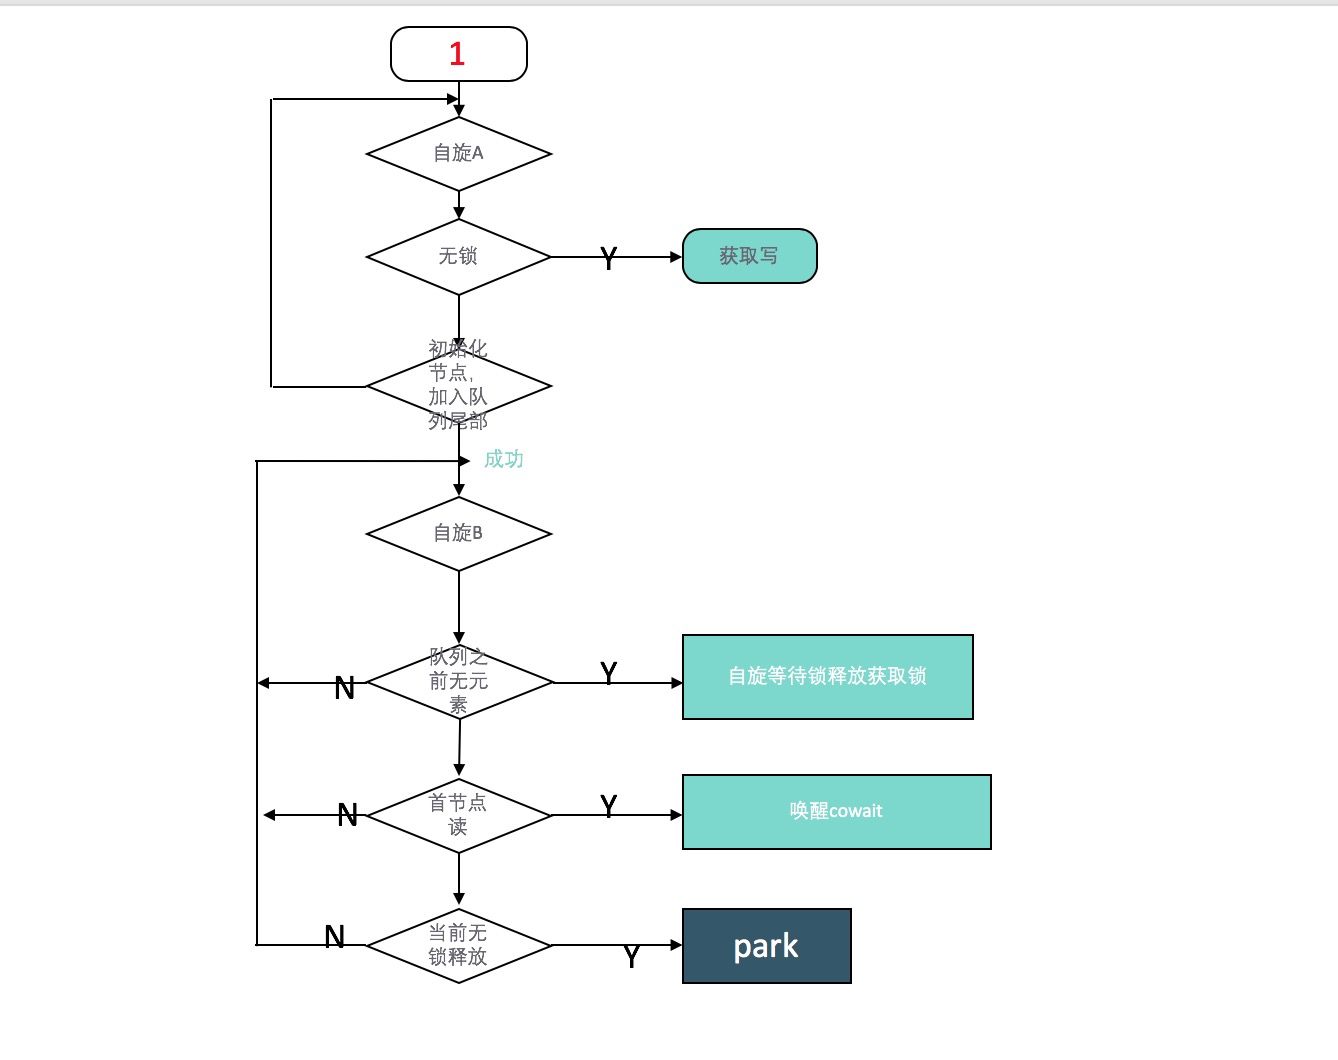 1
自旋A
无锁
Y
获取写
初始化
节点,
加入队
列尾部
成功
自旋B
队列之
前无元
素
N
Y
自旋等待锁释放获取锁
首节点
读
N
Y
唤醒cowait
当前无
锁释放
N
Y
park